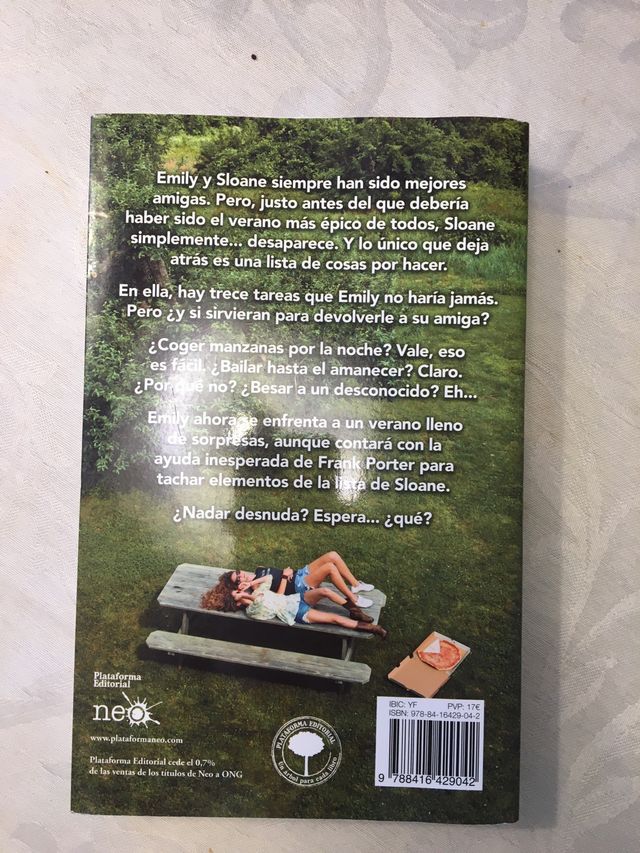 Emily y Sloane siempre han sido mejores
amigas. Pero, justo antes del que debería
haber sido el verano más épico de todos, Sloane
simplemente... desaparece. Y lo único que deja
atrás es una lista de cosas por hacer.
En ella, hay trece tareas que Emily no haría jamás.
Pero ¿y si sirvieran para devolverle a su amiga?
¿Coger manzanas por la noche? Vale, eso
es fácil. ¿Bailar hasta el amanecer? Claro.
¿Por qué no? ¿Besar a un desconocido? Eh...
Emily ahora se enfrenta a un verano lleno
de sorpresas, aunque contará con la
ayuda inesperada de Frank Porter para
tachar elementos de la lista de Sloane.
¿Nadar desnuda? Espera... ¿qué?
Plataforma
Editorial
neo
www.plataformaneo.com
Plataforma Editorial cede el 0,7%
de las ventas de los títulos de Neo a ONG
PLATAFORMA EDITORIAL
Un árbol para cada libro
IBIC: YF PVP: 17€
ISBN: 978-84-16429-04-2
9 788416 429042